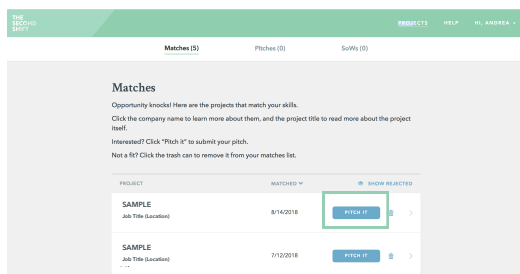 THE
SECOND
SHIFT
PROJECTS HELP HI, ANDREA
Matches (5) Pitches (0) SoWs (0)
Matches
Opportunity knocks! Here are the projects that match your skills.
Click the company name to learn more about them, and the project title to read more about the project
itself.
Interested? Click "Pitch it" to submit your pitch.
Not a fit? Click the trash can to remove it from your matches list.
PROJECT MATCHED SHOW REJECTED
SAMPLE
Job Title (Location)
8/14/2018 PITCH IT
SAMPLE
Job Title (Location)
7/12/2018 PITCH IT